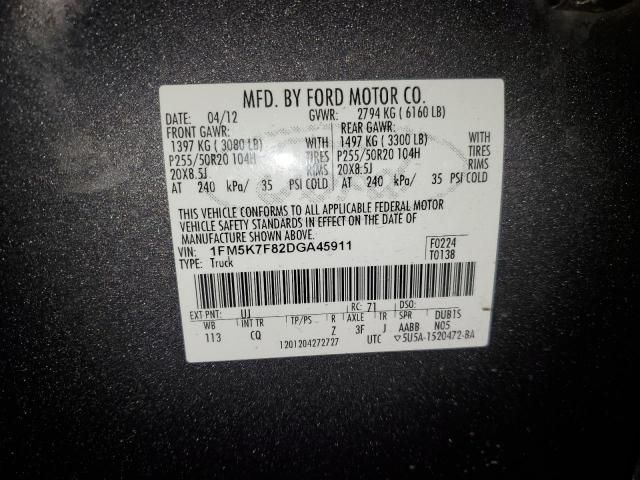 MFD. BY FORD MOTOR CO.
DATE: 04/12 GVWR: 2794 KG ( 6160 LB)
FRONT GAWR: REAR GAWR:
1397 KG ( 3080 LB) WITH 1497 KG ( 3300 LB) WITH
P255/50R20 104H TIRES P255/50R20 104H TIRES
20X8.5J RIMS 20X8.5J RIMS
AT 240 kPa/ 35 PSI COLD AT 240 kPa/ 35 PSI COLD
THIS VEHICLE CONFORMS TO ALL APPLICABLE FEDERAL MOTOR
VEHICLE SAFETY STANDARDS IN EFFECT ON THE DATE OF
MANUFACTURE SHOWN ABOVE.
VIN: 1FM5K7F82DGA45911 F0224
TYPE: Truck T0138
EXT PNT: UJ RC: 71 DSO:
WB INT TR TP/PS R AXLE TR SPR DUB1S
113 CQ Z 3F J AABB N05
1201204272727 UTC ▽5U5A-1520472-BA